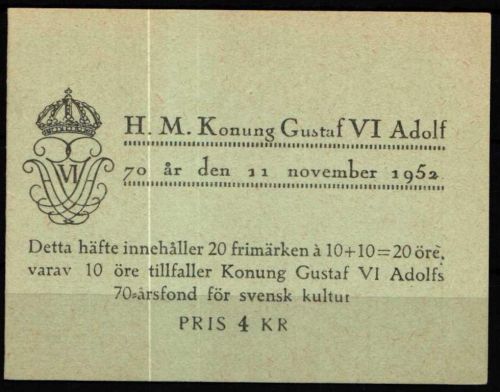 VI
H. M. Konung Gustaf VI Adolf
70 år den 11 november 1952
Detta häfte innehåller 20 frimärken à 10+10=20 öre,
varav 10 öre tillfaller Konung Gustaf VI Adolfs
70-årsfond för svensk kultur
PRIS 4 KR